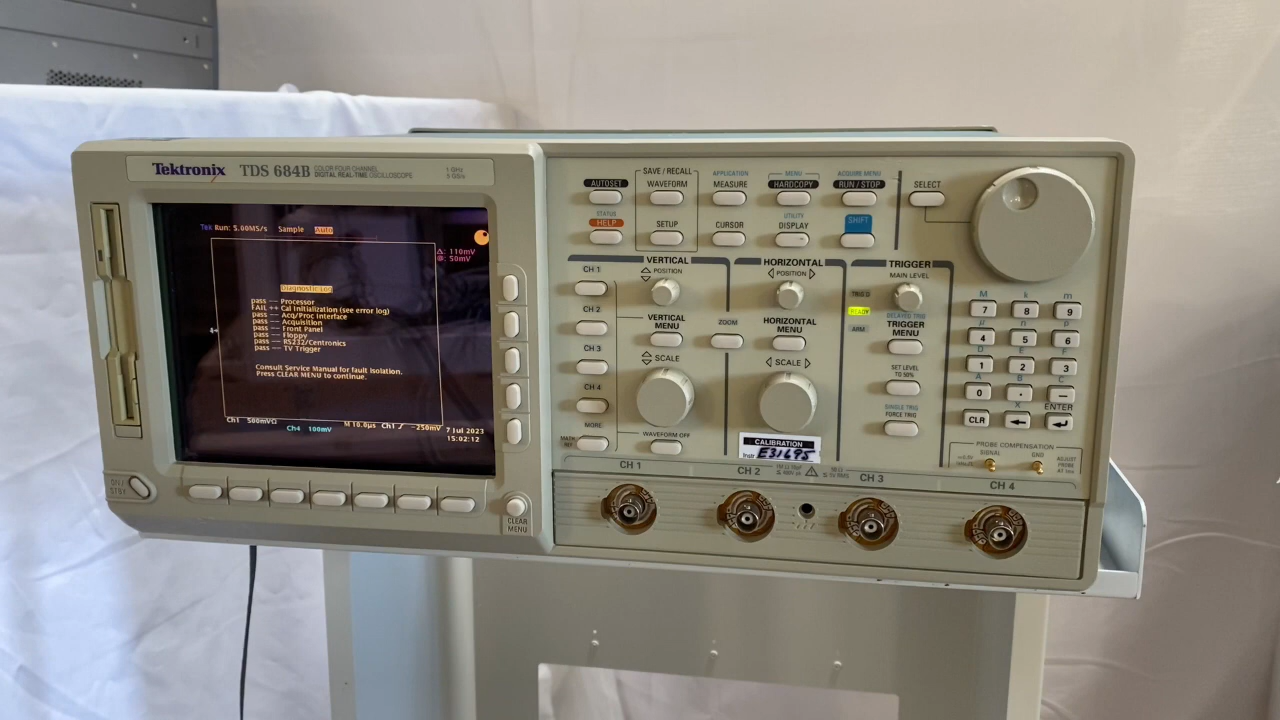 Tektronix TDS 684B COLOR FOUR CHANNEL DIGITAL REAL-TIME OSCILLOSCOPE 1 GHz 5 GS/s
Tek Run: 5.00MS/s Sample Auto
Δ: 110mV
@: 50mV
Diagnostic Log
pass -- Processor
FAIL ++ Cal Initialization (see error log)
pass -- Acq/Proc Interface
pass -- Acquisition
pass -- Front Panel
pass -- Floppy
pass -- RS232/Centronics
pass -- TV Trigger
Consult Service Manual for fault isolation.
Press CLEAR MENU to continue.
Ch1 500mVΩ
Ch4 100mV
M 10.0µs Ch1 -250mV
7 Jul 2023
15:02:12
ON/
STBY
CLEAR
MENU
SAVE / RECALL
APPLICATION
MENU
ACQUIRE MENU
AUTOSET
WAVEFORM
MEASURE
HARDCOPY
RUN / STOP
SELECT
STATUS
HELP
SETUP
CURSOR
UTILITY
DISPLAY
SHIFT
VERTICAL
HORIZONTAL
TRIGGER
CH 1
CH 2
CH 3
CH 4
MORE
MATH
REF
POSITION
VERTICAL
MENU
SCALE
WAVEFORM OFF
ZOOM
POSITION
HORIZONTAL
MENU
SCALE
MAIN LEVEL
TRIG'D
READY
ARM
DELAYED TRIG
TRIGGER
MENU
SET LEVEL
TO 50%
SINGLE TRIG
FORCE TRIG
M k m
7 8 9
µ n p
4 5 6
D E F
1 2 3
A B C
0 . −
X ENTER
CLR
PROBE COMPENSATION
SIGNAL
GND
ADJUST
PROBE
AT 1ms
CALIBRATION
Instr E31695
CH 1
CH 2
CH 3
CH 4